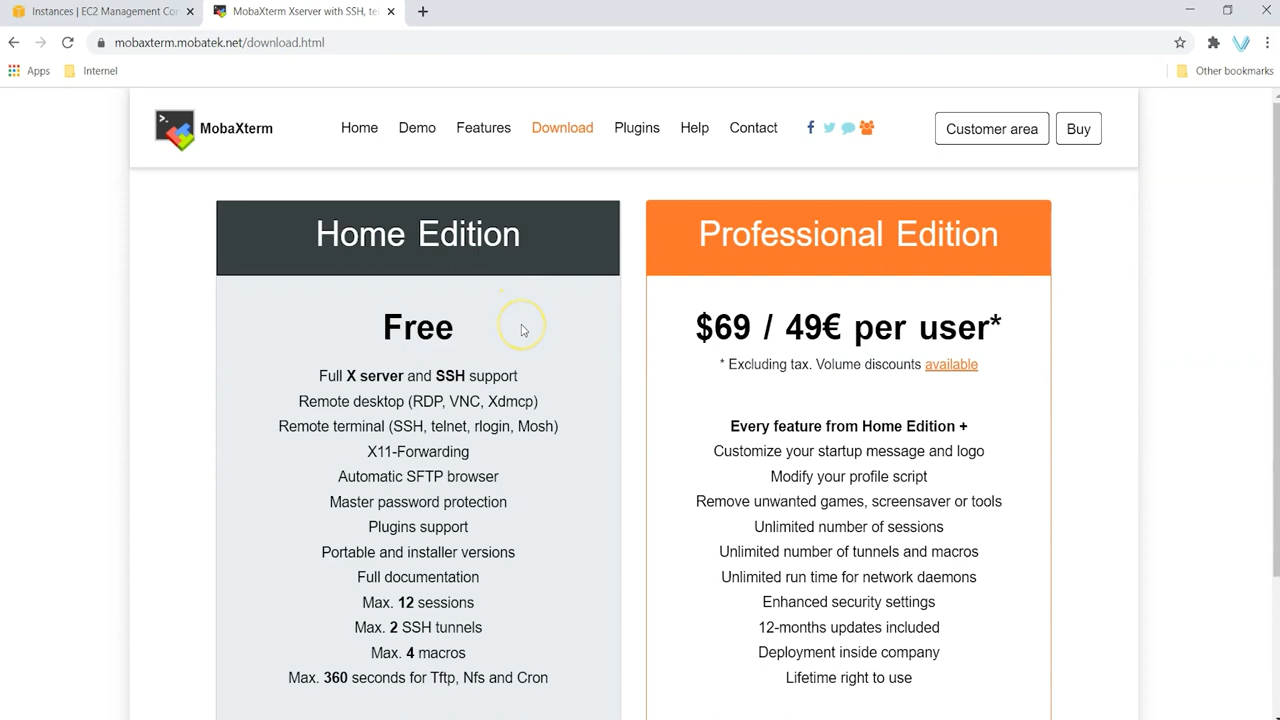 Instances | EC2 Management Con
MobaXterm Xserver with SSH, tel
mobaxterm.mobatek.net/download.html
Apps
Internet
Other bookmarks
MobaXterm
Home
Demo
Features
Download
Plugins
Help
Contact
Customer area
Buy
Home Edition
Free
Full X server and SSH support
Remote desktop (RDP, VNC, Xdmcp)
Remote terminal (SSH, telnet, rlogin, Mosh)
X11-Forwarding
Automatic SFTP browser
Master password protection
Plugins support
Portable and installer versions
Full documentation
Max. 12 sessions
Max. 2 SSH tunnels
Max. 4 macros
Max. 360 seconds for Tftp, Nfs and Cron
Professional Edition
$69 / 49€ per user*
* Excluding tax. Volume discounts available
Every feature from Home Edition +
Customize your startup message and logo
Modify your profile script
Remove unwanted games, screensaver or tools
Unlimited number of sessions
Unlimited number of tunnels and macros
Unlimited run time for network daemons
Enhanced security settings
12-months updates included
Deployment inside company
Lifetime right to use